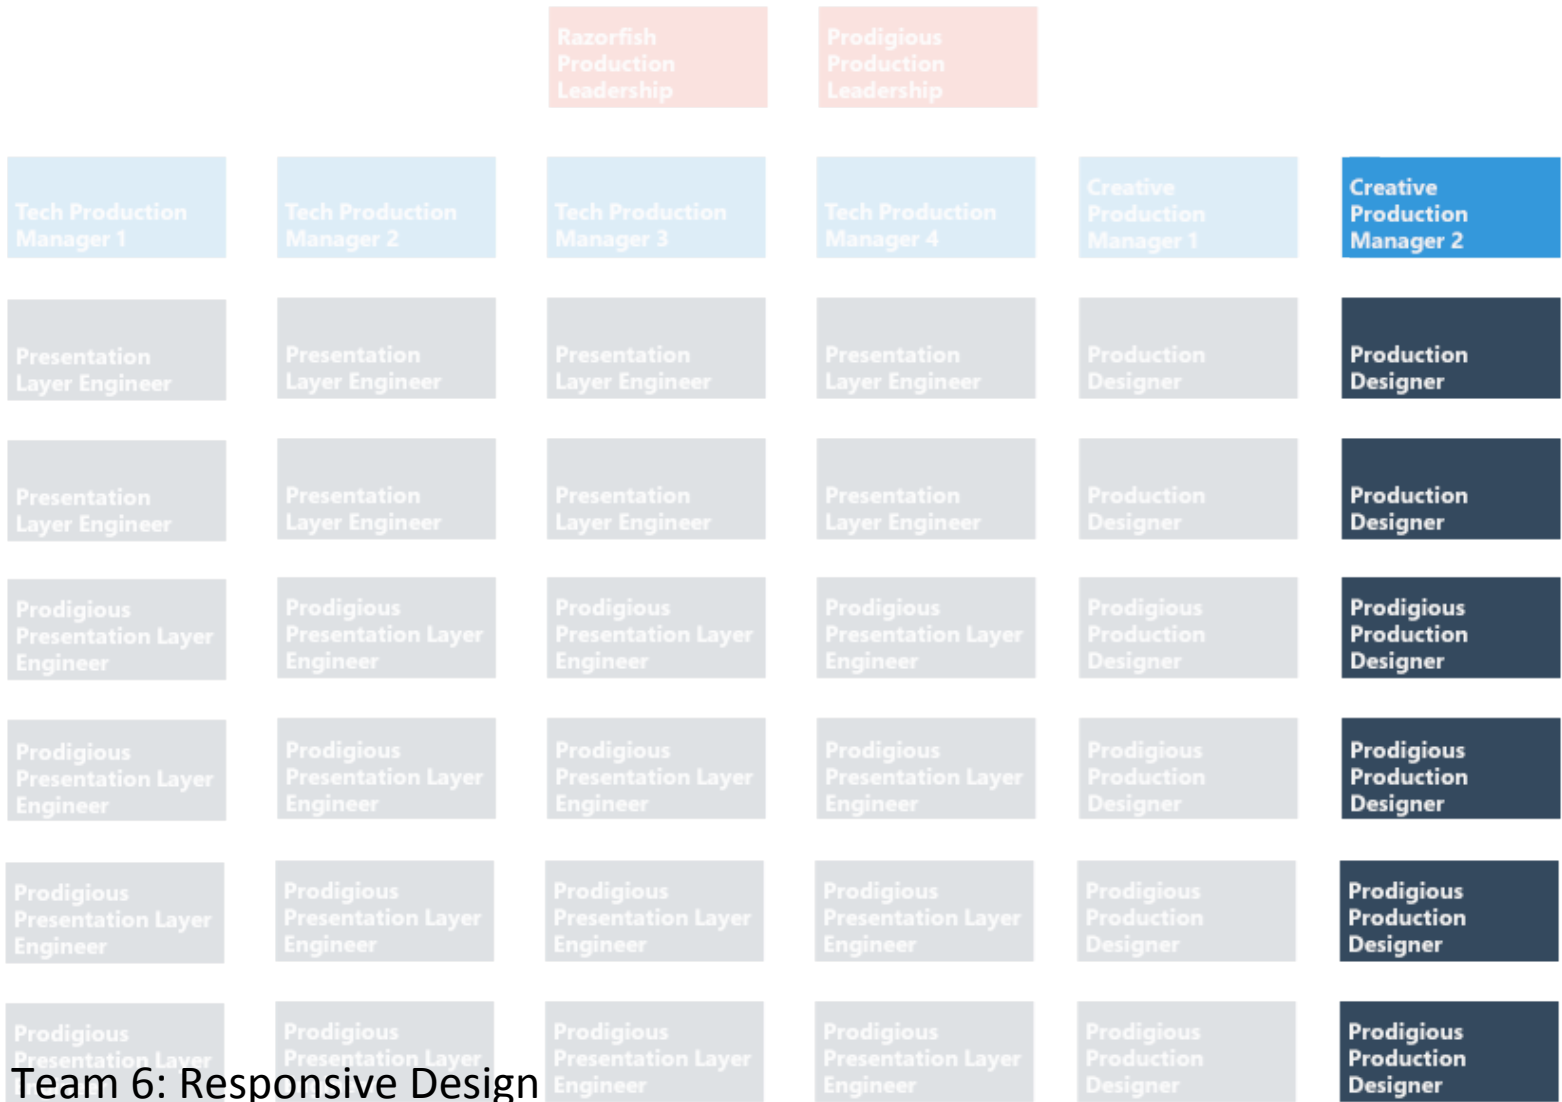 Razorfish
Production
Leadership
Prodigious
Production
Leadership
Tech Production
Manager 1
Tech Production
Manager 2
Tech Production
Manager 3
Tech Production
Manager 4
Creative
Production
Manager 1
Creative
Production
Manager 2
Presentation
Layer Engineer
Presentation
Layer Engineer
Presentation
Layer Engineer
Presentation
Layer Engineer
Production
Designer
Production
Designer
Presentation
Layer Engineer
Presentation
Layer Engineer
Presentation
Layer Engineer
Presentation
Layer Engineer
Production
Designer
Production
Designer
Prodigious
Presentation Layer
Engineer
Prodigious
Presentation Layer
Engineer
Prodigious
Presentation Layer
Engineer
Prodigious
Presentation Layer
Engineer
Prodigious
Production
Designer
Prodigious
Production
Designer
Prodigious
Presentation Layer
Engineer
Prodigious
Presentation Layer
Engineer
Prodigious
Presentation Layer
Engineer
Prodigious
Presentation Layer
Engineer
Prodigious
Production
Designer
Prodigious
Production
Designer
Prodigious
Presentation Layer
Engineer
Prodigious
Presentation Layer
Engineer
Prodigious
Presentation Layer
Engineer
Prodigious
Presentation Layer
Engineer
Prodigious
Production
Designer
Prodigious
Production
Designer
Prodigious
Presentation Layer
Prodigious
Presentation Layer
Prodigious
Presentation Layer
Engineer
Prodigious
Presentation Layer
Engineer
Prodigious
Production
Designer
Prodigious
Production
Designer
Team 6: Responsive Design